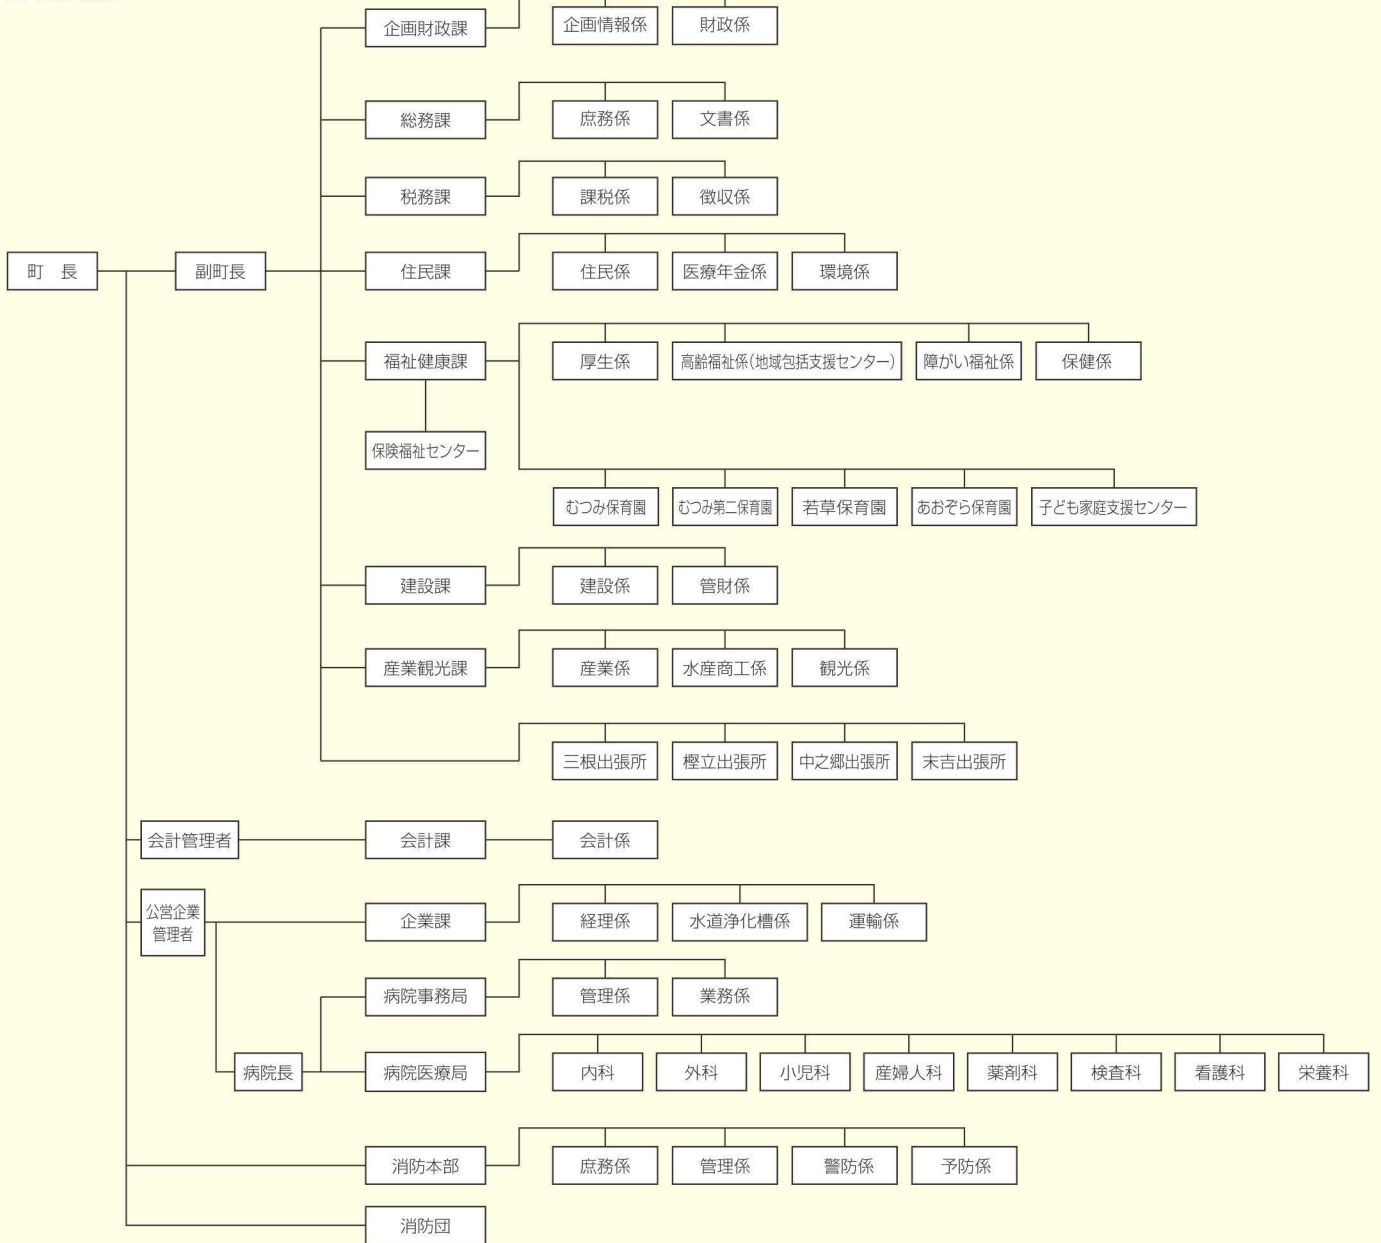 企画財政課
企画情報係
財政係
総務課
庶務係
文書係
税務課
課税係
徴収係
町　長
副町長
住民課
住民係
医療年金係
環境係
福祉健康課
厚生係
高齢福祉係(地域包括支援センター)
障がい福祉係
保健係
保険福祉センター
むつみ保育園
むつみ第二保育園
若草保育園
あおぞら保育園
子ども家庭支援センター
建設課
建設係
管財係
産業観光課
産業係
水産商工係
観光係
三根出張所
樫立出張所
中之郷出張所
末吉出張所
会計管理者
会計課
会計係
公営企業
管理者
企業課
経理係
水道浄化槽係
運輸係
病院事務局
管理係
業務係
病院長
病院医療局
内科
外科
小児科
産婦人科
薬剤科
検査科
看護科
栄養科
消防本部
庶務係
管理係
警防係
予防係
消防団